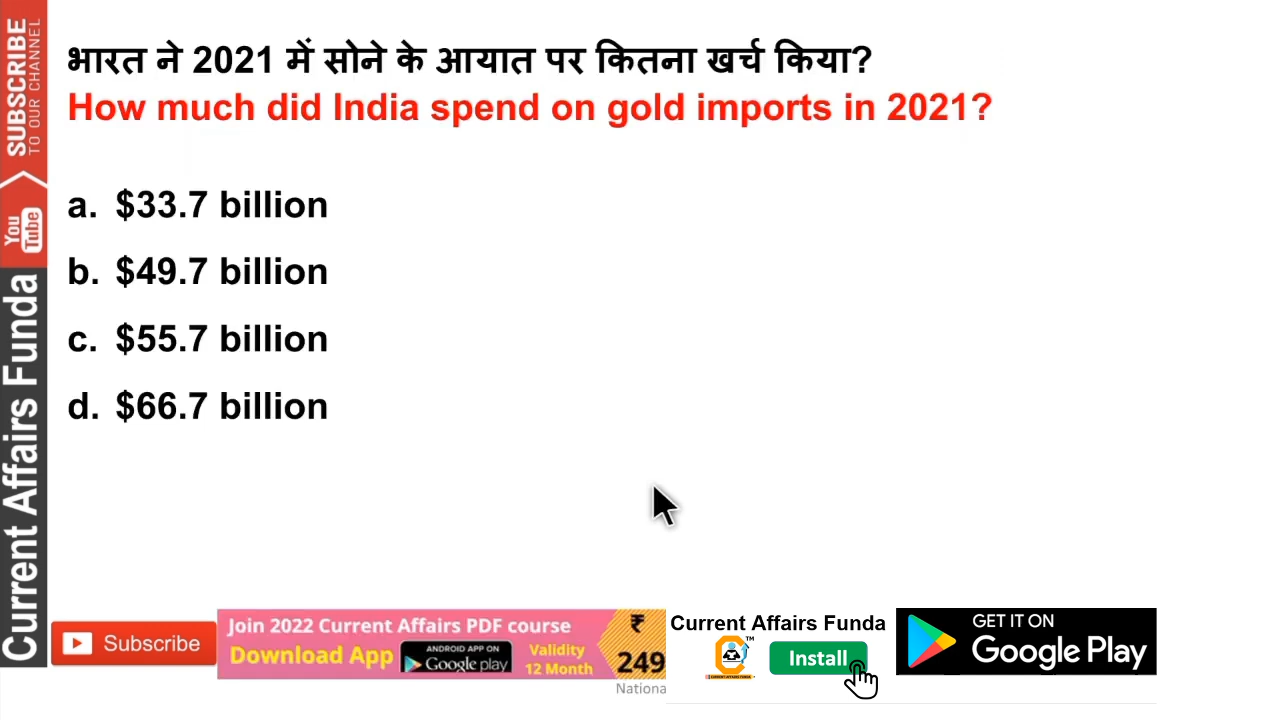 भारत ने 2021 में सोने के आयात पर कितना खर्च किया?
How much did India spend on gold imports in 2021?
a. $33.7 billion
b. $49.7 billion
c. $55.7 billion
d. $66.7 billion
SUBSCRIBE
TO OUR CHANNEL
You
Tube
Current Affairs Funda
Subscribe
Join 2022 Current Affairs PDF course
Download App
ANDROID APP ON
Google play
Validity
12 Month
₹
249
Nationa
Current Affairs Funda
TM
Install
GET IT ON
Google Play